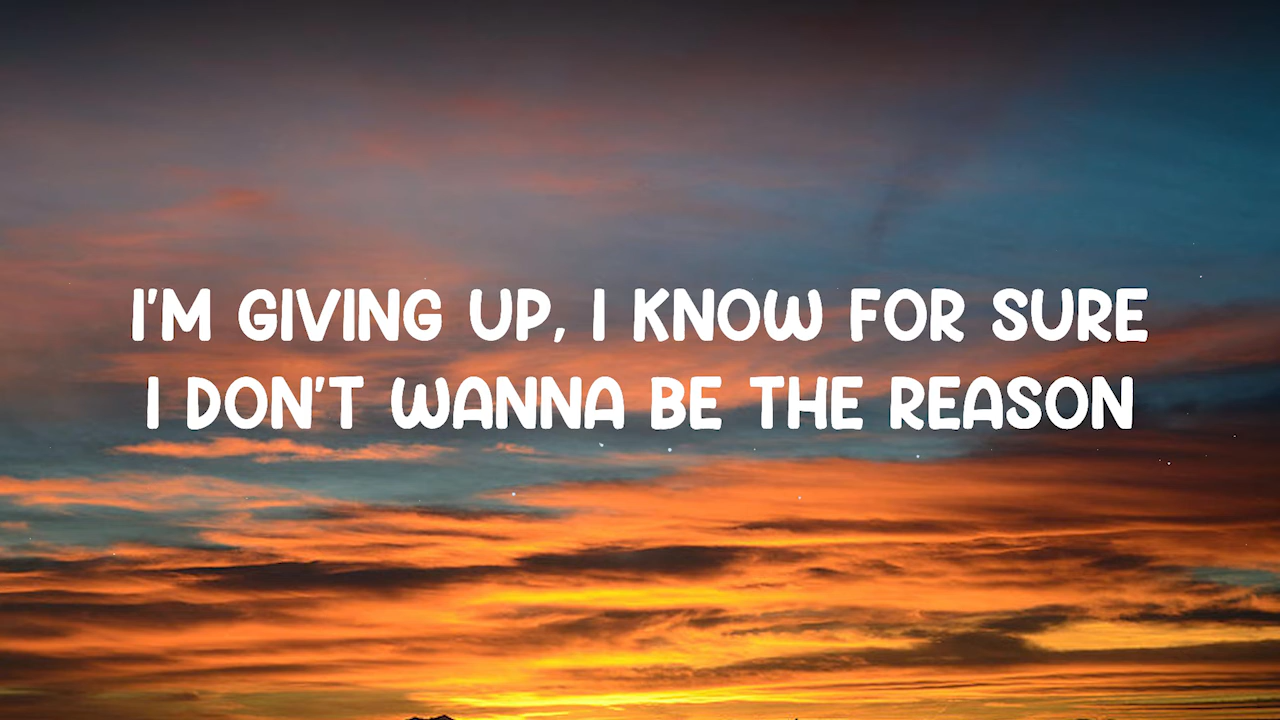 I'M GIVING UP, I KNOW FOR SURE
I DON'T WANNA BE THE REASON